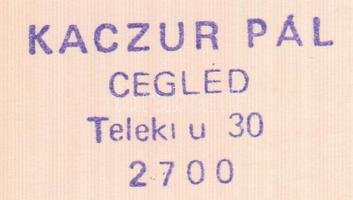 KACZUR PÁL
CEGLÉD
Teleki u 30
2700